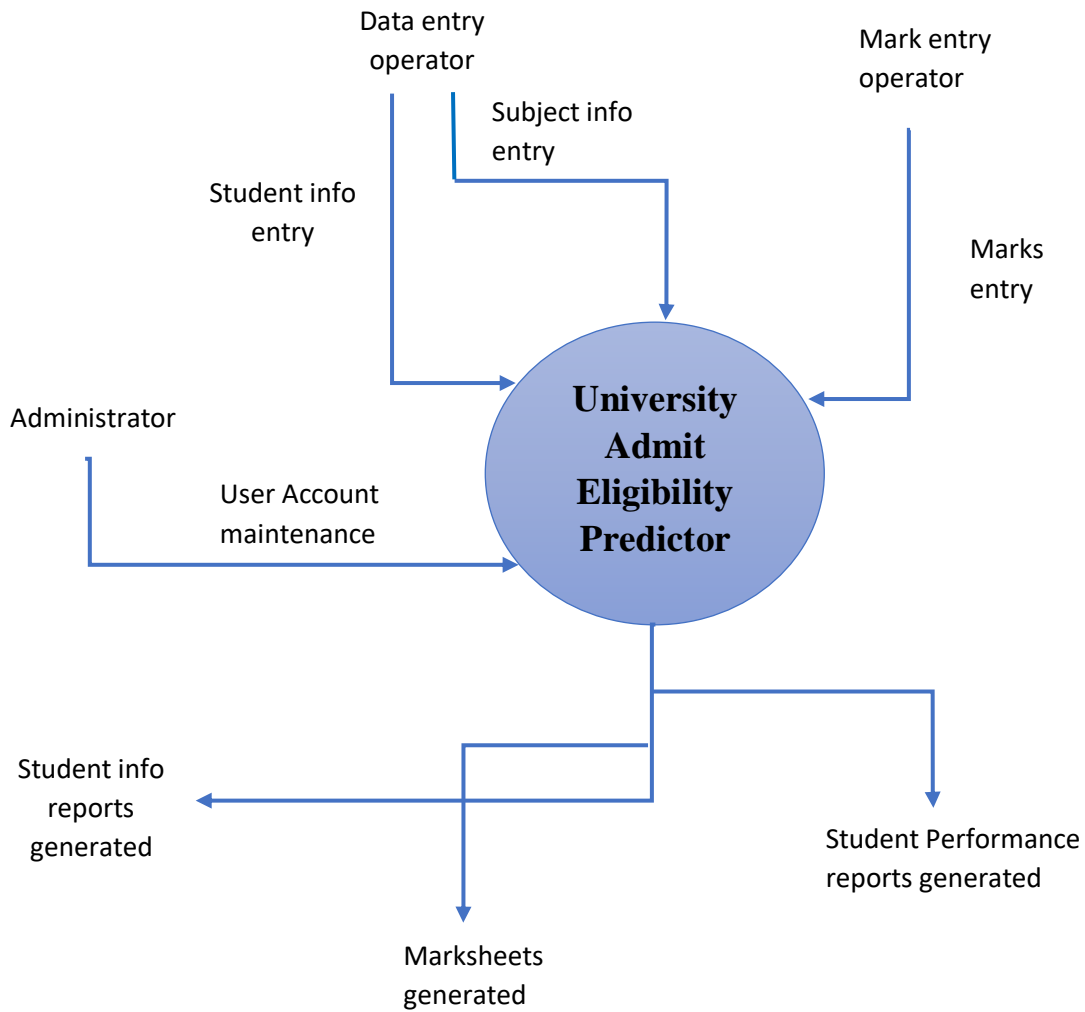 Data entry
operator
Mark entry
operator
Subject info
entry
Student info
entry
Marks
entry
University
Admit
Eligibility
Predictor
Administrator
User Account
maintenance
Student info
reports
generated
Student Performance
reports generated
Marksheets
generated